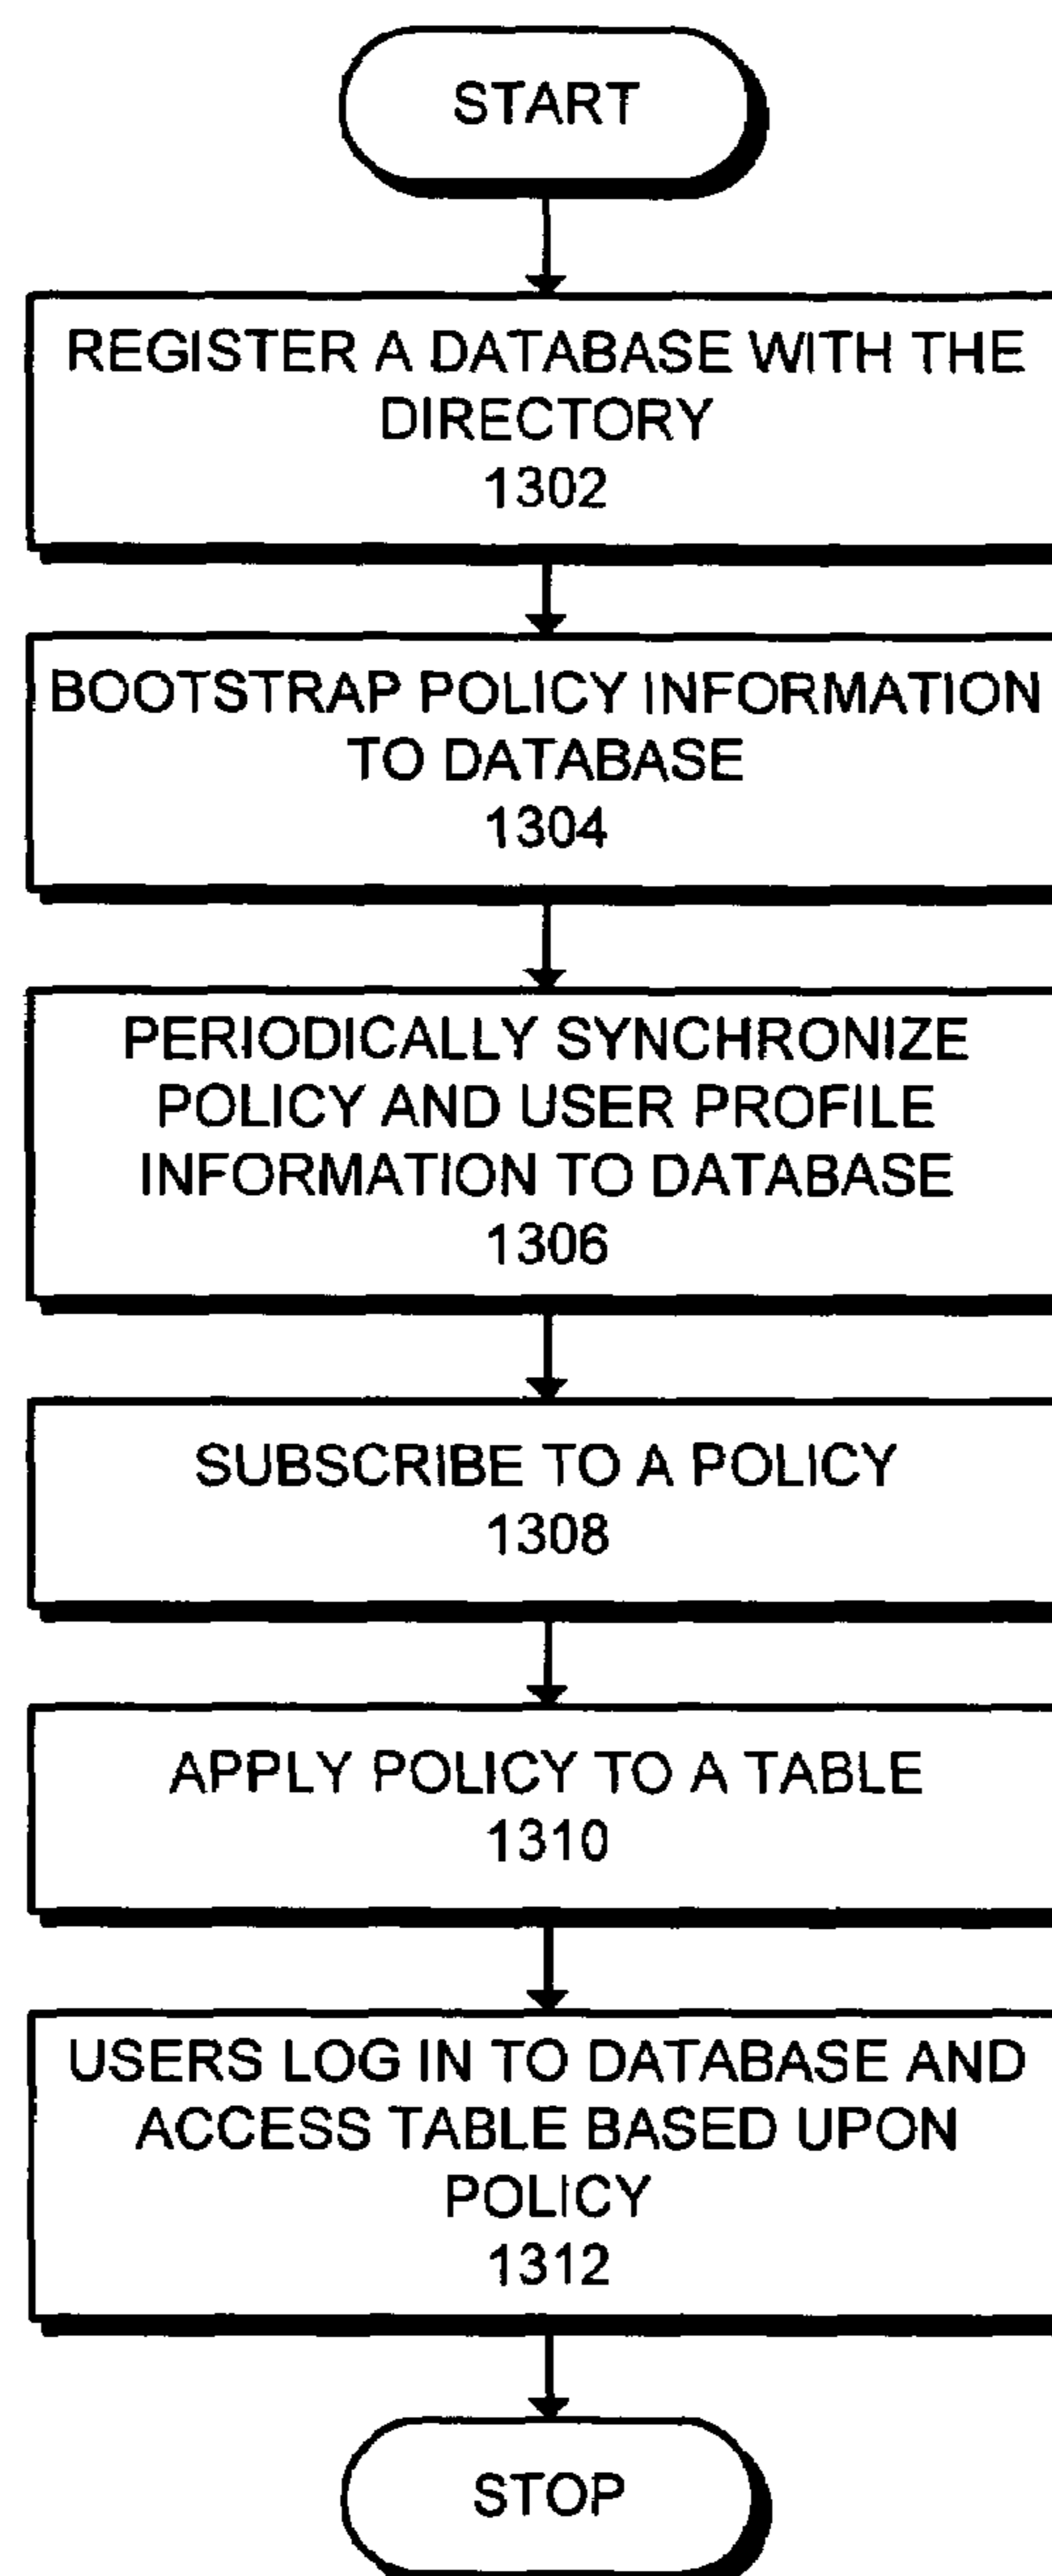 START
REGISTER A DATABASE WITH THE
DIRECTORY
1302
BOOTSTRAP POLICY INFORMATION
TO DATABASE
1304
PERIODICALLY SYNCHRONIZE
POLICY AND USER PROFILE
INFORMATION TO DATABASE
1306
SUBSCRIBE TO A POLICY
1308
APPLY POLICY TO A TABLE
1310
USERS LOG IN TO DATABASE AND
ACCESS TABLE BASED UPON
POLICY
1312
STOP